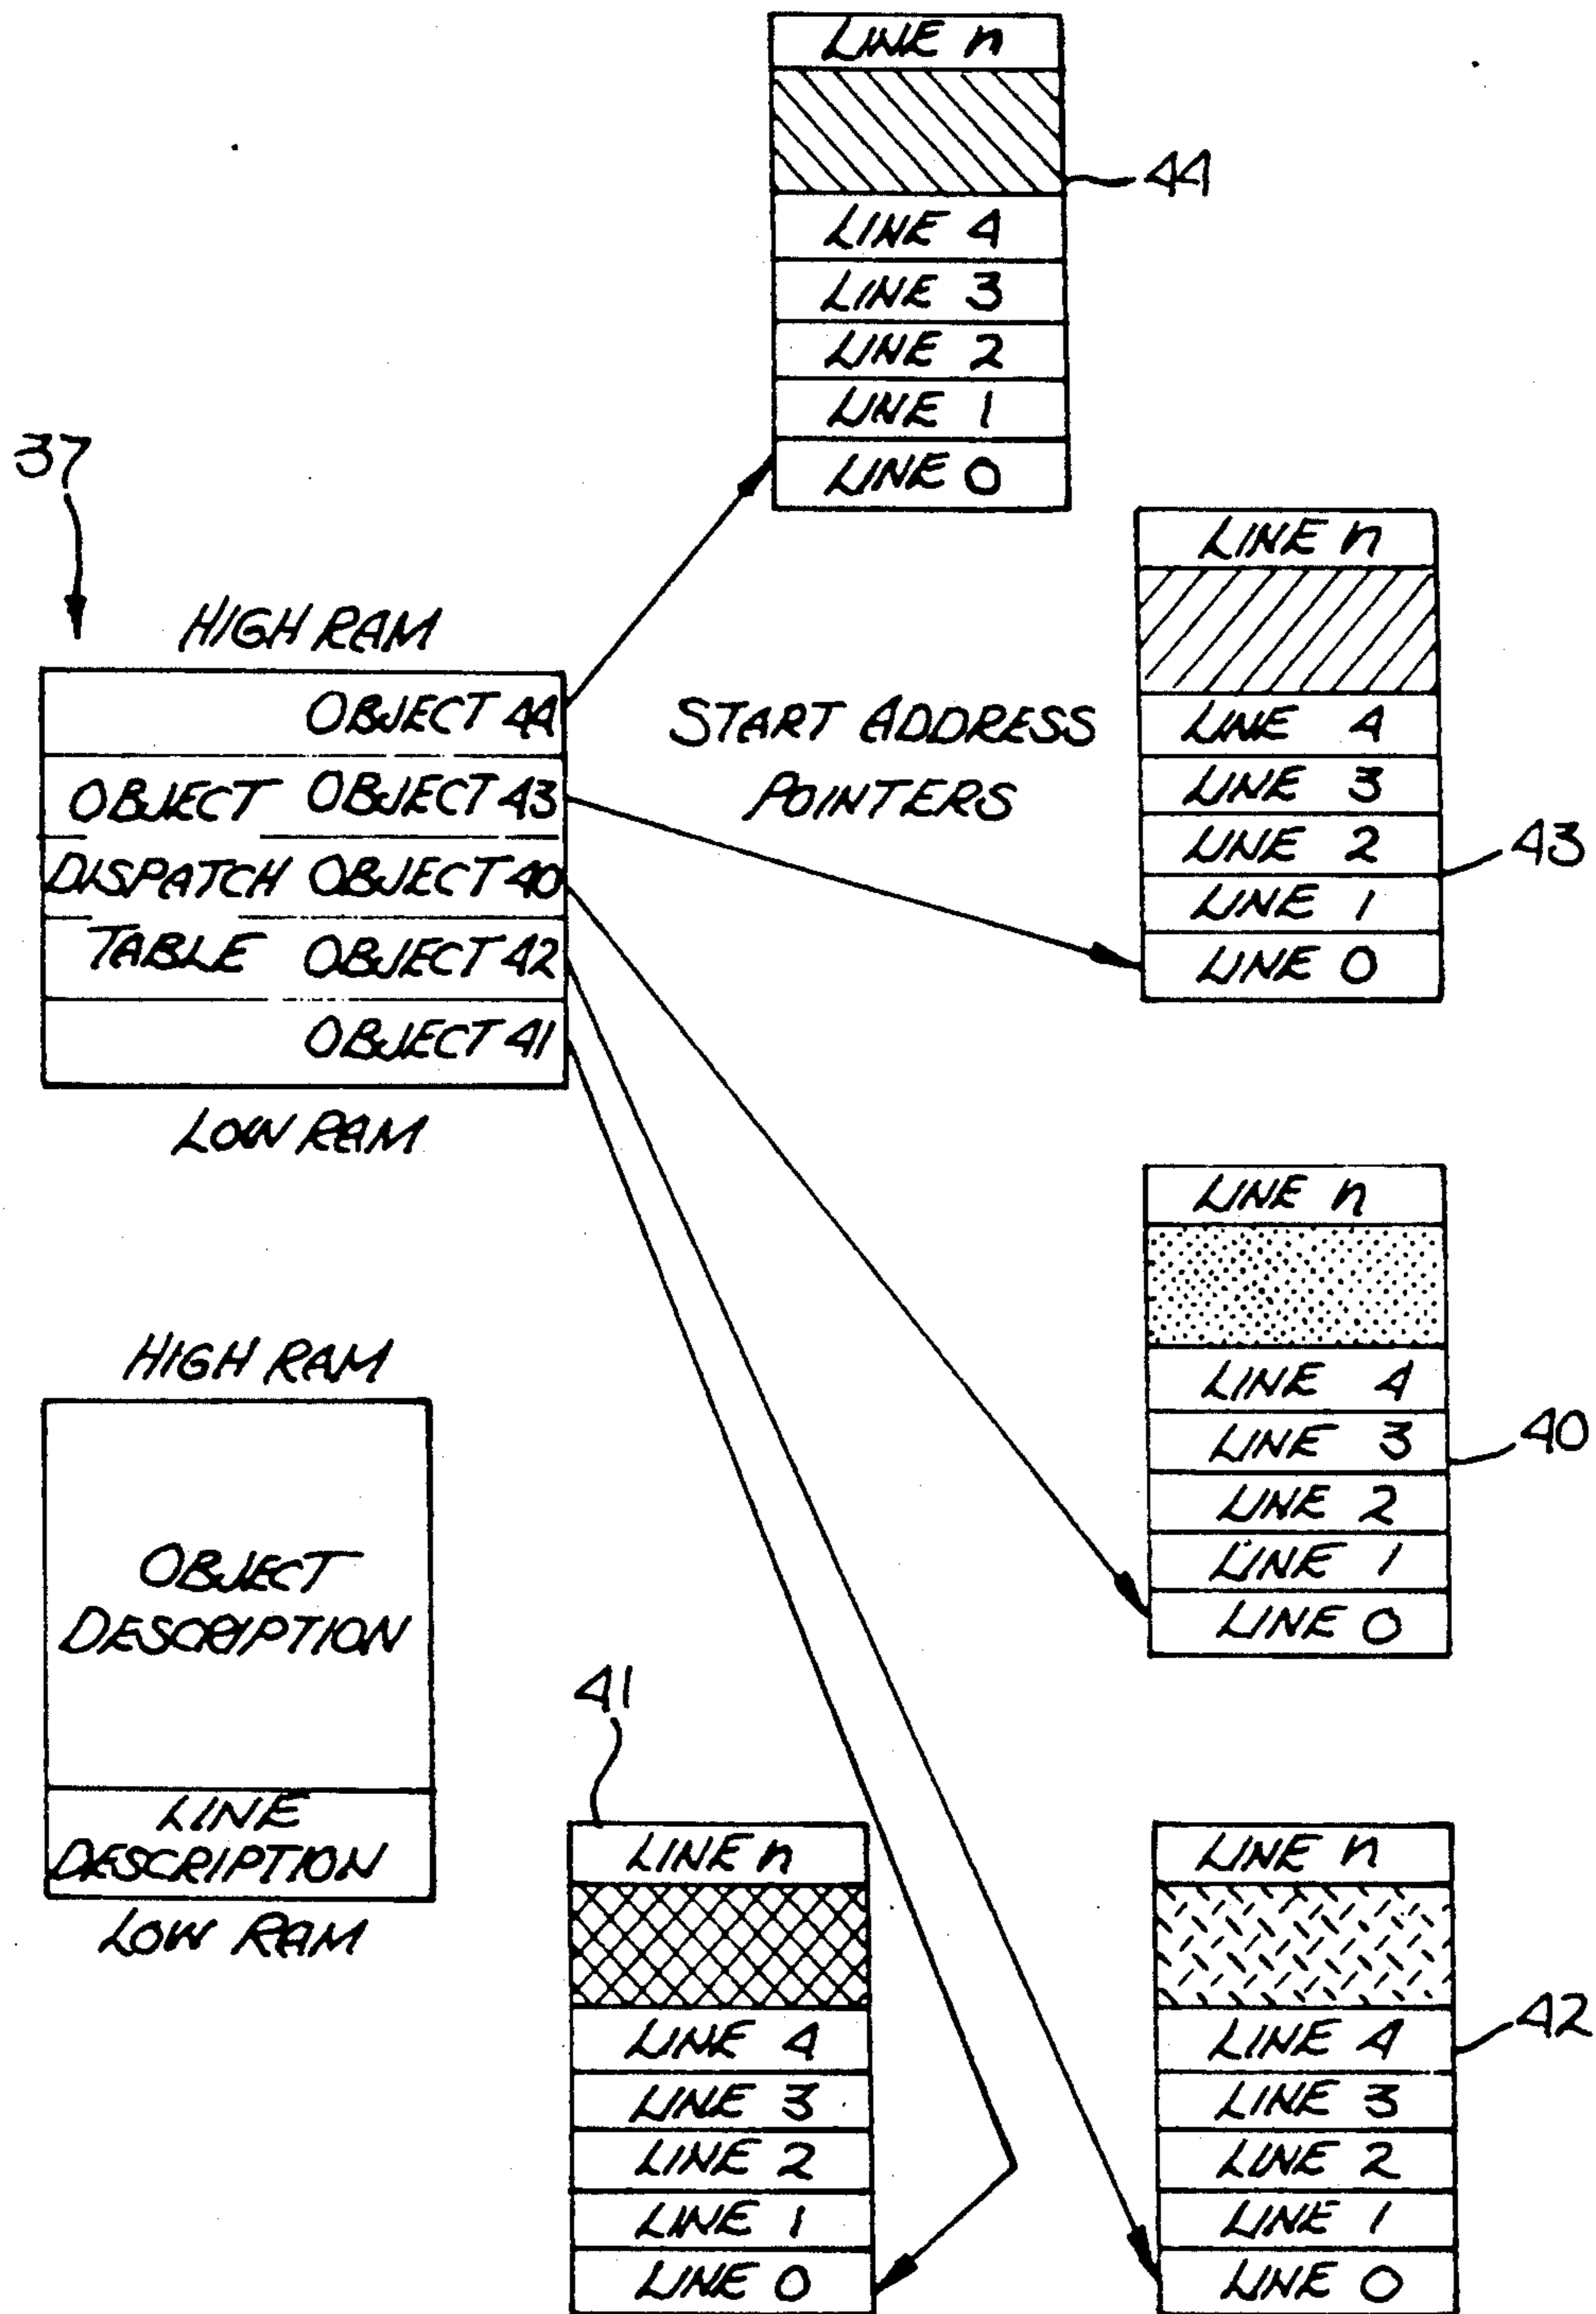 LINE n
44
LINE 4
LINE 3
LINE 2
LINE 1
LINE 0
37
HIGH RAM
OBJECT 44
OBJECT OBJECT 43
DISPATCH OBJECT 40
TABLE OBJECT 42
OBJECT 41
LOW RAM
START ADDRESS
POINTERS
LINE n
LINE 4
LINE 3
LINE 2
43
LINE 1
LINE 0
LINE n
LINE 4
LINE 3
40
LINE 2
LINE 1
LINE 0
HIGH RAM
OBJECT
DESCRIPTION
LINE
DESCRIPTION
LOW RAM
41
LINE n
LINE 4
LINE 3
LINE 2
LINE 1
LINE 0
LINE n
42
LINE 4
LINE 3
LINE 2
LINE 1
LINE 0